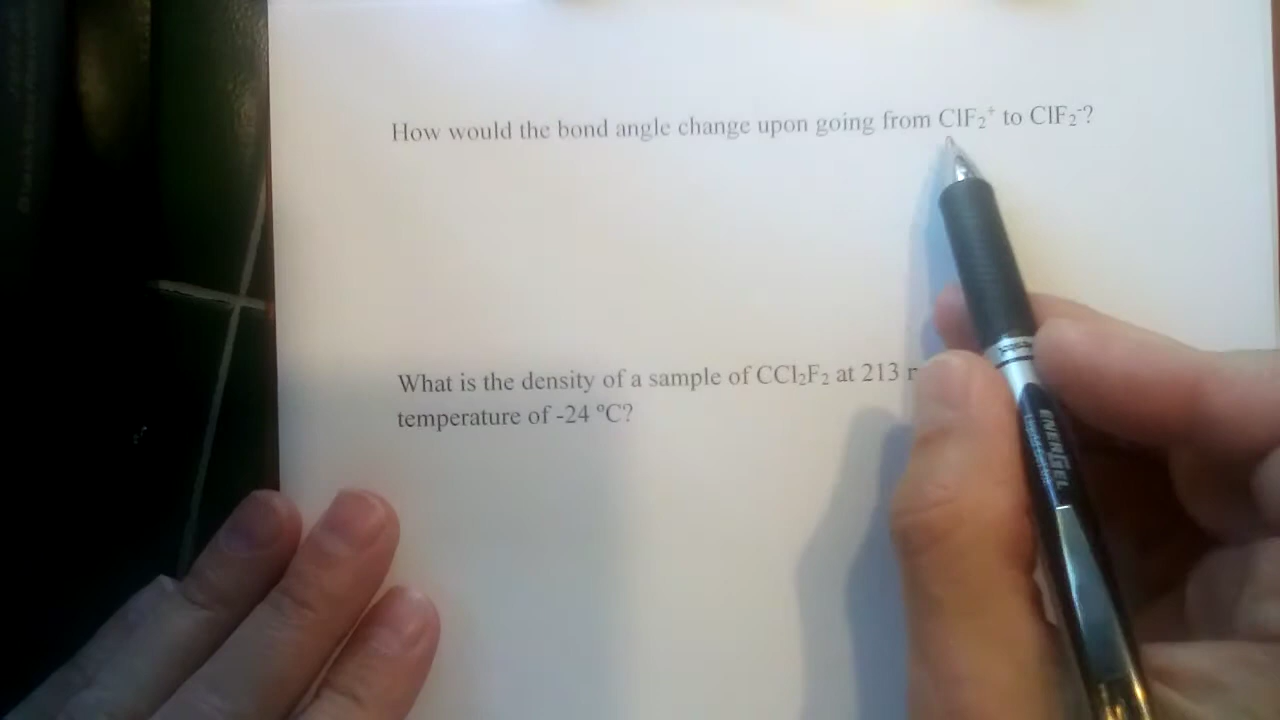 How would the bond angle change upon going from ClF₂⁺ to ClF₂⁻?
What is the density of a sample of CCl₂F₂ at 213
temperature of -24 °C?
ENERGEL